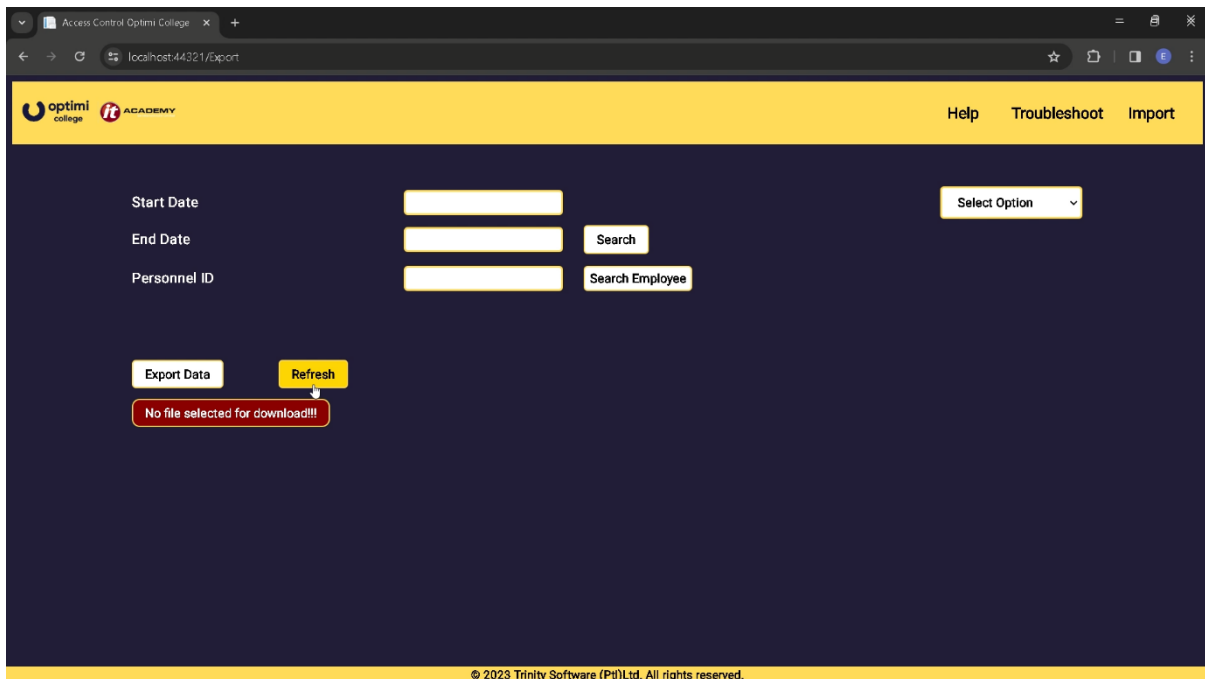 Access Control Optimi College
localhost:44321/Export
E
optimi
college
it ACADEMY
Help Troubleshoot Import
Start Date
Select Option
End Date
Search
Personnel ID
Search Employee
Export Data
Refresh
No file selected for download!!!
© 2023 Trinity Software (Ptl)Ltd. All rights reserved.